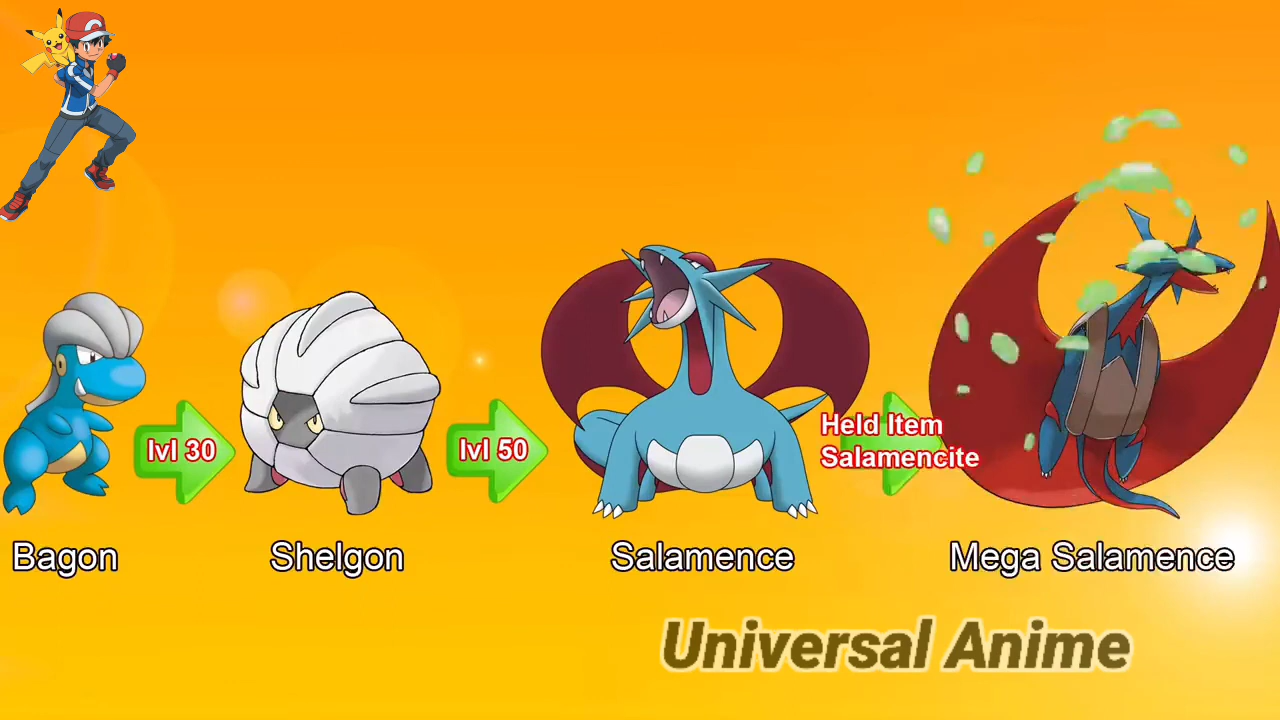 lvl 30
lvl 50
Held Item
Salamencite
Bagon
Shelgon
Salamence
Mega Salamence
Universal Anime